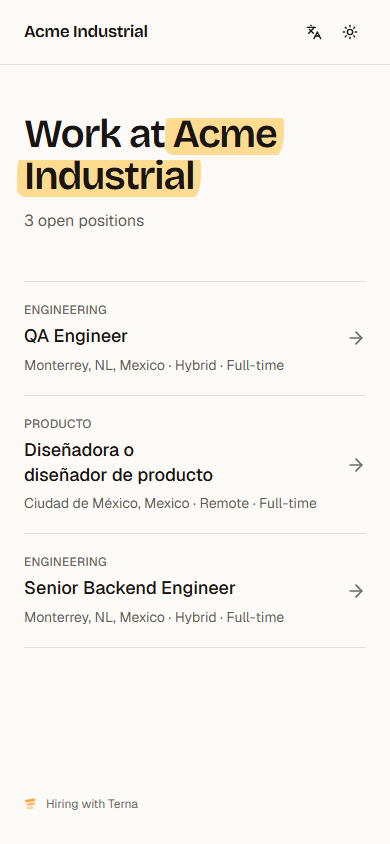 Acme Industrial
Work at Acme
Industrial
3 open positions
ENGINEERING
QA Engineer
Monterrey, NL, Mexico · Hybrid · Full-time
PRODUCTO
Diseñadora o
diseñador de producto
Ciudad de México, Mexico · Remote · Full-time
ENGINEERING
Senior Backend Engineer
Monterrey, NL, Mexico · Hybrid · Full-time
Hiring with Terna